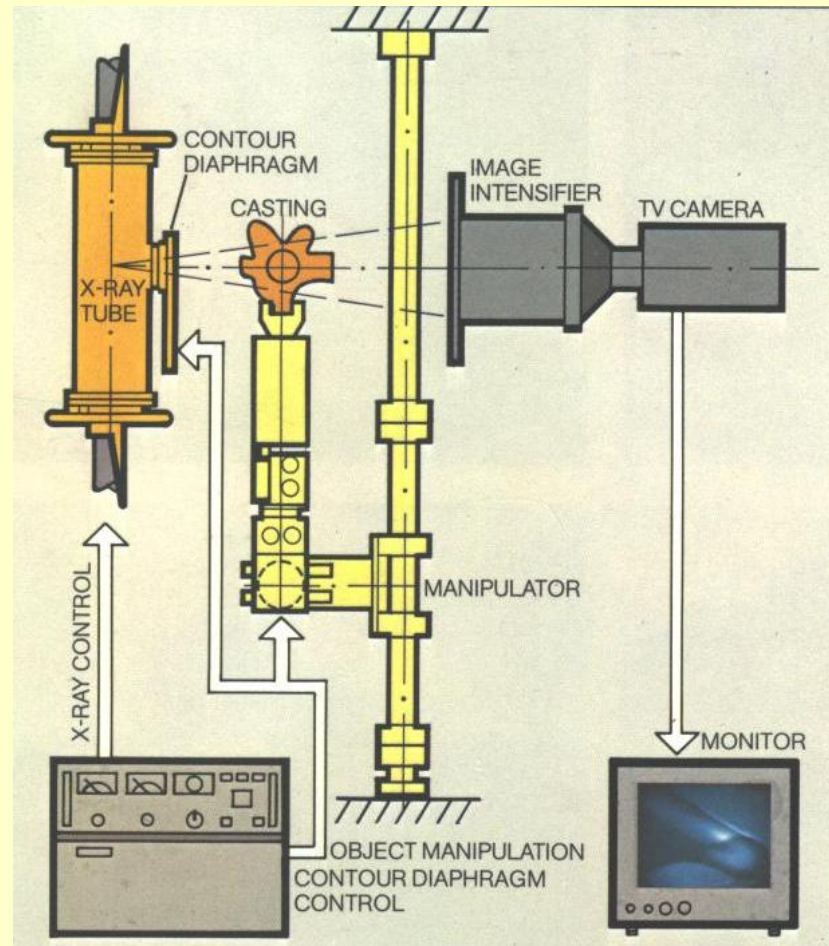 CONTOUR
DIAPHRAGM
CASTING
IMAGE
INTENSIFIER
TV CAMERA
X-RAY
TUBE
MANIPULATOR
X-RAY CONTROL
MONITOR
OBJECT MANIPULATION
CONTOUR DIAPHRAGM
CONTROL